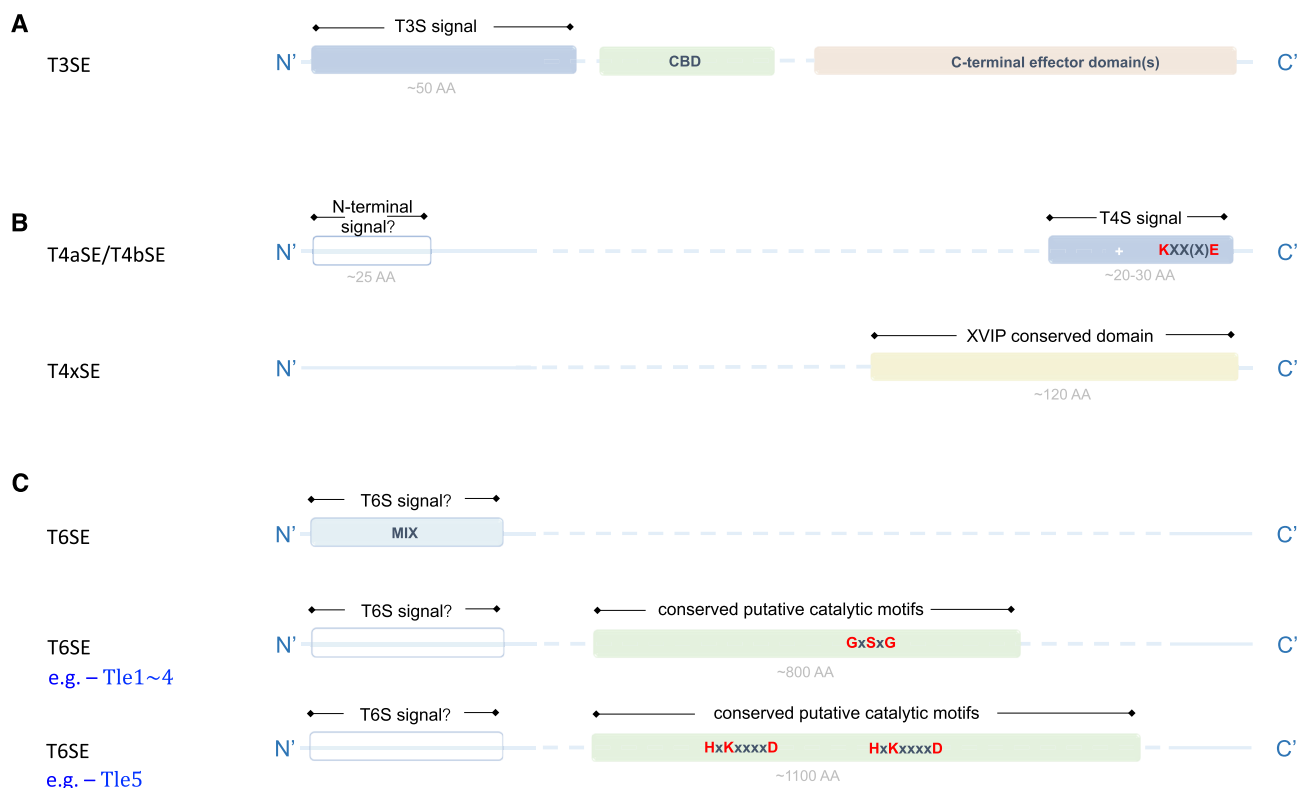 A
T3S signal
T3SE
N’
CBD
C-terminal effector domain(s)
C’
~50 AA
B
N-terminal
signal?
T4S signal
T4aSE/T4bSE
N’
+
KXX(X)E
C’
~25 AA
~20-30 AA
XVIP conserved domain
T4xSE
N’
C’
~120 AA
C
T6S signal?
T6SE
N’
MIX
C’
T6S signal?
conserved putative catalytic motifs
T6SE
N’
GxSxG
C’
e.g. – Tle1~4
~800 AA
T6S signal?
conserved putative catalytic motifs
T6SE
N’
HxKxxxxD
HxKxxxxD
C’
e.g. – Tle5
~1100 AA